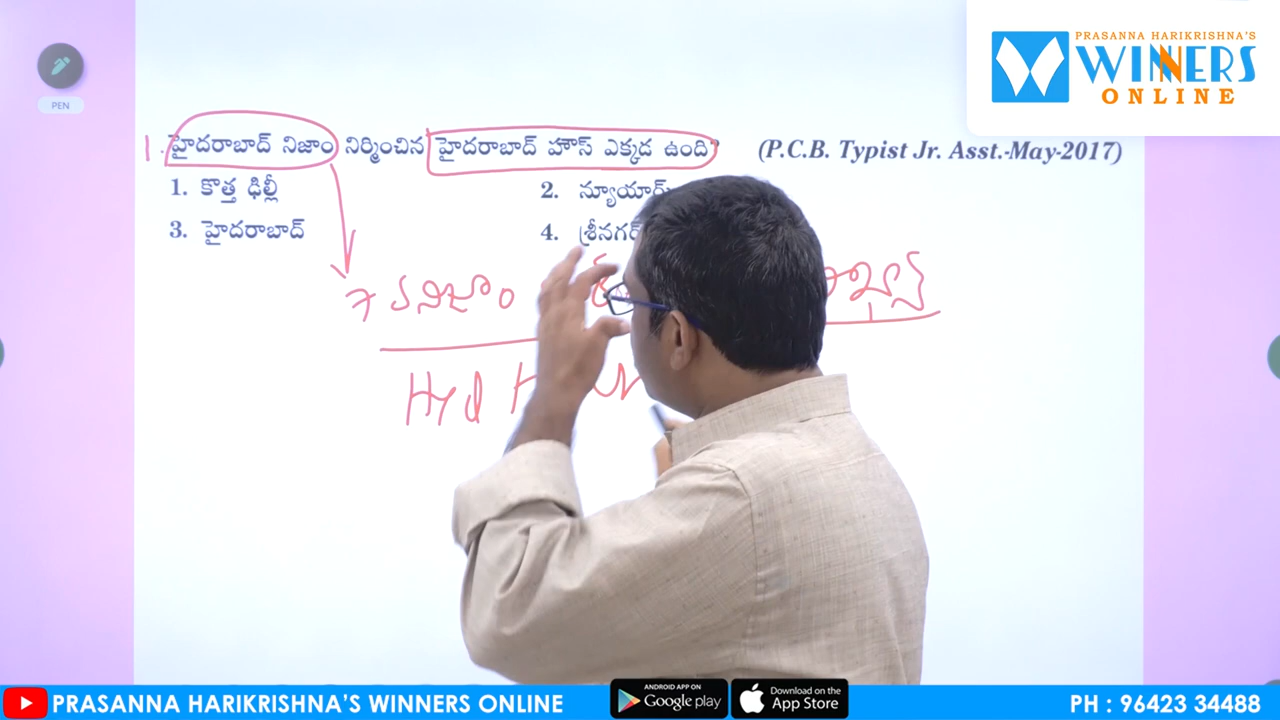 PEN
PRASANNA HARIKRISHNA'S
WINNERS
ONLINE
1. హైదరాబాద్ నిజాం నిర్మించిన హైదరాబాద్ హౌస్ ఎక్కడ ఉంది? (P.C.B. Typist Jr. Asst.-May-2017)
1. కొత్త ఢిల్లీ
2.
3. హైదరాబాద్
4.
7 వ నిజాం
Hyd
PRASANNA HARIKRISHNA'S WINNERS ONLINE
ANDROID APP ON
Google play
Download on the
App Store
PH : 96423 34488